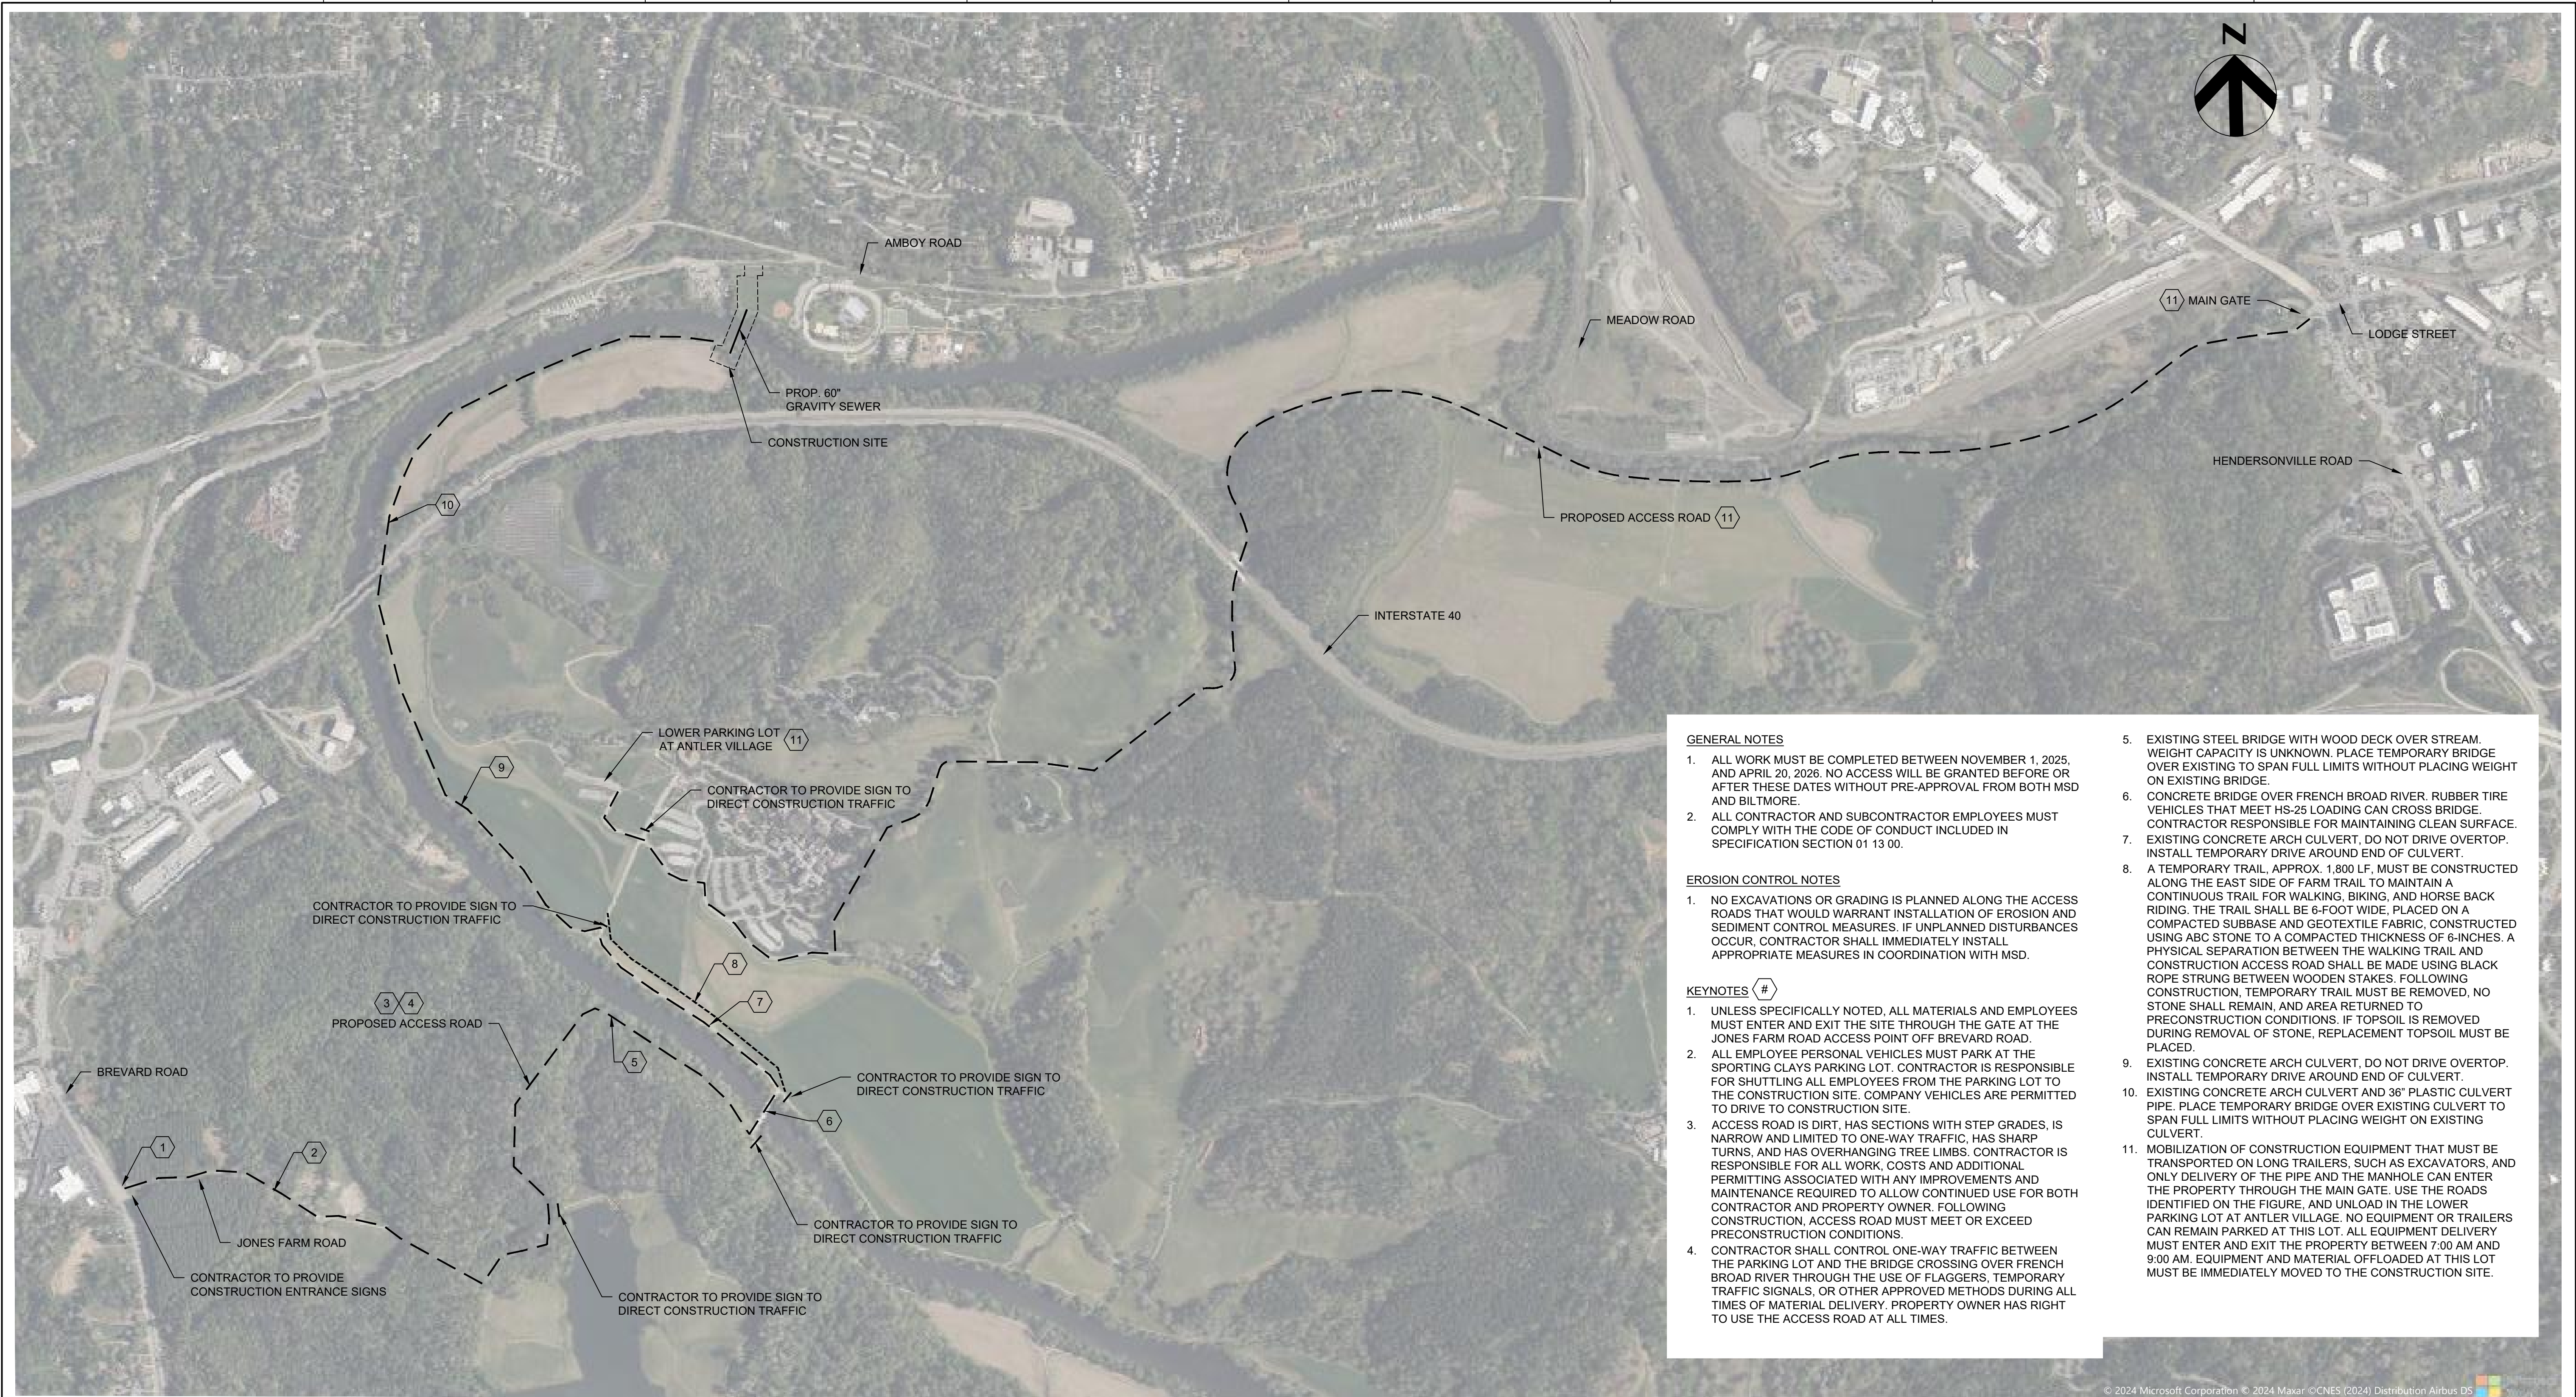 N
AMBOY ROAD
MEADOW ROAD
11 MAIN GATE
LODGE STREET
PROP. 60"
GRAVITY SEWER
CONSTRUCTION SITE
HENDERSONVILLE ROAD
10
PROPOSED ACCESS ROAD 11
INTERSTATE 40
LOWER PARKING LOT
AT ANTLER VILLAGE 11
9
CONTRACTOR TO PROVIDE SIGN TO
DIRECT CONSTRUCTION TRAFFIC
CONTRACTOR TO PROVIDE SIGN TO
DIRECT CONSTRUCTION TRAFFIC
8
7
3 4
PROPOSED ACCESS ROAD
5
BREVARD ROAD
CONTRACTOR TO PROVIDE SIGN TO
DIRECT CONSTRUCTION TRAFFIC
6
1
2
JONES FARM ROAD
CONTRACTOR TO PROVIDE SIGN TO
DIRECT CONSTRUCTION TRAFFIC
CONTRACTOR TO PROVIDE
CONSTRUCTION ENTRANCE SIGNS
CONTRACTOR TO PROVIDE SIGN TO
DIRECT CONSTRUCTION TRAFFIC
GENERAL NOTES
1. ALL WORK MUST BE COMPLETED BETWEEN NOVEMBER 1, 2025,
AND APRIL 20, 2026. NO ACCESS WILL BE GRANTED BEFORE OR
AFTER THESE DATES WITHOUT PRE-APPROVAL FROM BOTH MSD
AND BILTMORE.
2. ALL CONTRACTOR AND SUBCONTRACTOR EMPLOYEES MUST
COMPLY WITH THE CODE OF CONDUCT INCLUDED IN
SPECIFICATION SECTION 01 13 00.
EROSION CONTROL NOTES
1. NO EXCAVATIONS OR GRADING IS PLANNED ALONG THE ACCESS
ROADS THAT WOULD WARRANT INSTALLATION OF EROSION AND
SEDIMENT CONTROL MEASURES. IF UNPLANNED DISTURBANCES
OCCUR, CONTRACTOR SHALL IMMEDIATELY INSTALL
APPROPRIATE MEASURES IN COORDINATION WITH MSD.
KEYNOTES #
1. UNLESS SPECIFICALLY NOTED, ALL MATERIALS AND EMPLOYEES
MUST ENTER AND EXIT THE SITE THROUGH THE GATE AT THE
JONES FARM ROAD ACCESS POINT OFF BREVARD ROAD.
2. ALL EMPLOYEE PERSONAL VEHICLES MUST PARK AT THE
SPORTING CLAYS PARKING LOT. CONTRACTOR IS RESPONSIBLE
FOR SHUTTLING ALL EMPLOYEES FROM THE PARKING LOT TO
THE CONSTRUCTION SITE. COMPANY VEHICLES ARE PERMITTED
TO DRIVE TO CONSTRUCTION SITE.
3. ACCESS ROAD IS DIRT, HAS SECTIONS WITH STEP GRADES, IS
NARROW AND LIMITED TO ONE-WAY TRAFFIC, HAS SHARP
TURNS, AND HAS OVERHANGING TREE LIMBS. CONTRACTOR IS
RESPONSIBLE FOR ALL WORK, COSTS AND ADDITIONAL
PERMITTING ASSOCIATED WITH ANY IMPROVEMENTS AND
MAINTENANCE REQUIRED TO ALLOW CONTINUED USE FOR BOTH
CONTRACTOR AND PROPERTY OWNER. FOLLOWING
CONSTRUCTION, ACCESS ROAD MUST MEET OR EXCEED
PRECONSTRUCTION CONDITIONS.
4. CONTRACTOR SHALL CONTROL ONE-WAY TRAFFIC BETWEEN
THE PARKING LOT AND THE BRIDGE CROSSING OVER FRENCH
BROAD RIVER THROUGH THE USE OF FLAGGERS, TEMPORARY
TRAFFIC SIGNALS, OR OTHER APPROVED METHODS DURING ALL
TIMES OF MATERIAL DELIVERY. PROPERTY OWNER HAS RIGHT
TO USE THE ACCESS ROAD AT ALL TIMES.
5. EXISTING STEEL BRIDGE WITH WOOD DECK OVER STREAM.
WEIGHT CAPACITY IS UNKNOWN. PLACE TEMPORARY BRIDGE
OVER EXISTING TO SPAN FULL LIMITS WITHOUT PLACING WEIGHT
ON EXISTING BRIDGE.
6. CONCRETE BRIDGE OVER FRENCH BROAD RIVER. RUBBER TIRE
VEHICLES THAT MEET HS-25 LOADING CAN CROSS BRIDGE.
CONTRACTOR RESPONSIBLE FOR MAINTAINING CLEAN SURFACE.
7. EXISTING CONCRETE ARCH CULVERT, DO NOT DRIVE OVERTOP.
INSTALL TEMPORARY DRIVE AROUND END OF CULVERT.
8. A TEMPORARY TRAIL, APPROX. 1,800 LF, MUST BE CONSTRUCTED
ALONG THE EAST SIDE OF FARM TRAIL TO MAINTAIN A
CONTINUOUS TRAIL FOR WALKING, BIKING, AND HORSE BACK
RIDING. THE TRAIL SHALL BE 6-FOOT WIDE, PLACED ON A
COMPACTED SUBBASE AND GEOTEXTILE FABRIC, CONSTRUCTED
USING ABC STONE TO A COMPACTED THICKNESS OF 6-INCHES. A
PHYSICAL SEPARATION BETWEEN THE WALKING TRAIL AND
CONSTRUCTION ACCESS ROAD SHALL BE MADE USING BLACK
ROPE STRUNG BETWEEN WOODEN STAKES. FOLLOWING
CONSTRUCTION, TEMPORARY TRAIL MUST BE REMOVED, NO
STONE SHALL REMAIN, AND AREA RETURNED TO
PRECONSTRUCTION CONDITIONS. IF TOPSOIL IS REMOVED
DURING REMOVAL OF STONE, REPLACEMENT TOPSOIL MUST BE
PLACED.
9. EXISTING CONCRETE ARCH CULVERT, DO NOT DRIVE OVERTOP.
INSTALL TEMPORARY DRIVE AROUND END OF CULVERT.
10. EXISTING CONCRETE ARCH CULVERT AND 36" PLASTIC CULVERT
PIPE. PLACE TEMPORARY BRIDGE OVER EXISTING CULVERT TO
SPAN FULL LIMITS WITHOUT PLACING WEIGHT ON EXISTING
CULVERT.
11. MOBILIZATION OF CONSTRUCTION EQUIPMENT THAT MUST BE
TRANSPORTED ON LONG TRAILERS, SUCH AS EXCAVATORS, AND
ONLY DELIVERY OF THE PIPE AND THE MANHOLE CAN ENTER
THE PROPERTY THROUGH THE MAIN GATE. USE THE ROADS
IDENTIFIED ON THE FIGURE, AND UNLOAD IN THE LOWER
PARKING LOT AT ANTLER VILLAGE. NO EQUIPMENT OR TRAILERS
CAN REMAIN PARKED AT THIS LOT. ALL EQUIPMENT DELIVERY
MUST ENTER AND EXIT THE PROPERTY BETWEEN 7:00 AM AND
9:00 AM. EQUIPMENT AND MATERIAL OFFLOADED AT THIS LOT
MUST BE IMMEDIATELY MOVED TO THE CONSTRUCTION SITE.
© 2024 Microsoft Corporation © 2024 Maxar ©CNES (2024) Distribution Airbus DS